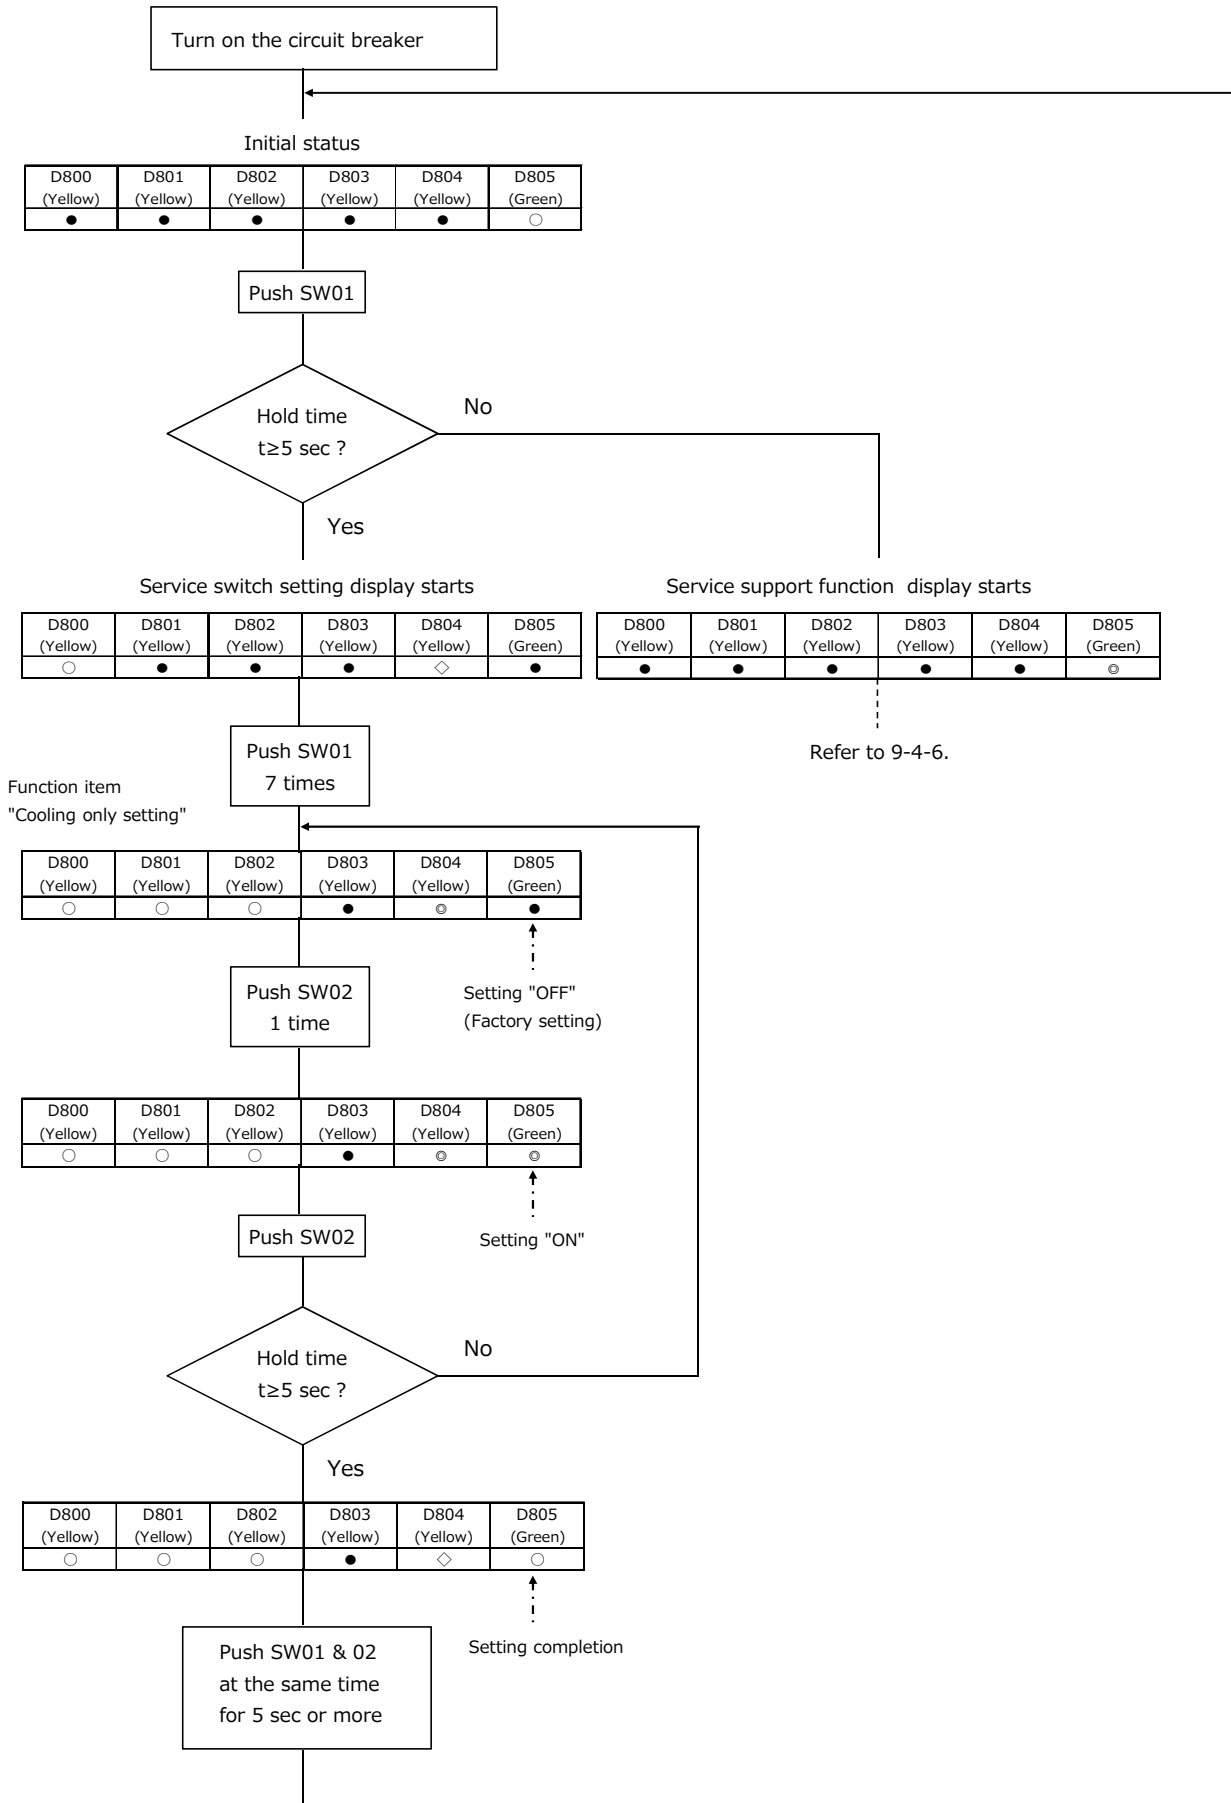 Turn on the circuit breaker
Initial status
D800 D801 D802 D803 D804 D805
(Yellow) (Yellow) (Yellow) (Yellow) (Yellow) (Green)
● ● ● ● ● ○
Push SW01
Hold time
t≥5 sec ?
No
Yes
Service switch setting display starts
D800 D801 D802 D803 D804 D805
(Yellow) (Yellow) (Yellow) (Yellow) (Yellow) (Green)
○ ● ● ● ◇ ●
Service support function display starts
D800 D801 D802 D803 D804 D805
(Yellow) (Yellow) (Yellow) (Yellow) (Yellow) (Green)
● ● ● ● ● ◎
Refer to 9-4-6.
Push SW01
7 times
Function item
"Cooling only setting"
D800 D801 D802 D803 D804 D805
(Yellow) (Yellow) (Yellow) (Yellow) (Yellow) (Green)
○ ○ ○ ● ◎ ●
Push SW02
1 time
Setting "OFF"
(Factory setting)
D800 D801 D802 D803 D804 D805
(Yellow) (Yellow) (Yellow) (Yellow) (Yellow) (Green)
○ ○ ○ ● ◎ ◎
Push SW02
Setting "ON"
Hold time
t≥5 sec ?
No
Yes
D800 D801 D802 D803 D804 D805
(Yellow) (Yellow) (Yellow) (Yellow) (Yellow) (Green)
○ ○ ○ ● ◇ ○
Setting completion
Push SW01 & 02
at the same time
for 5 sec or more